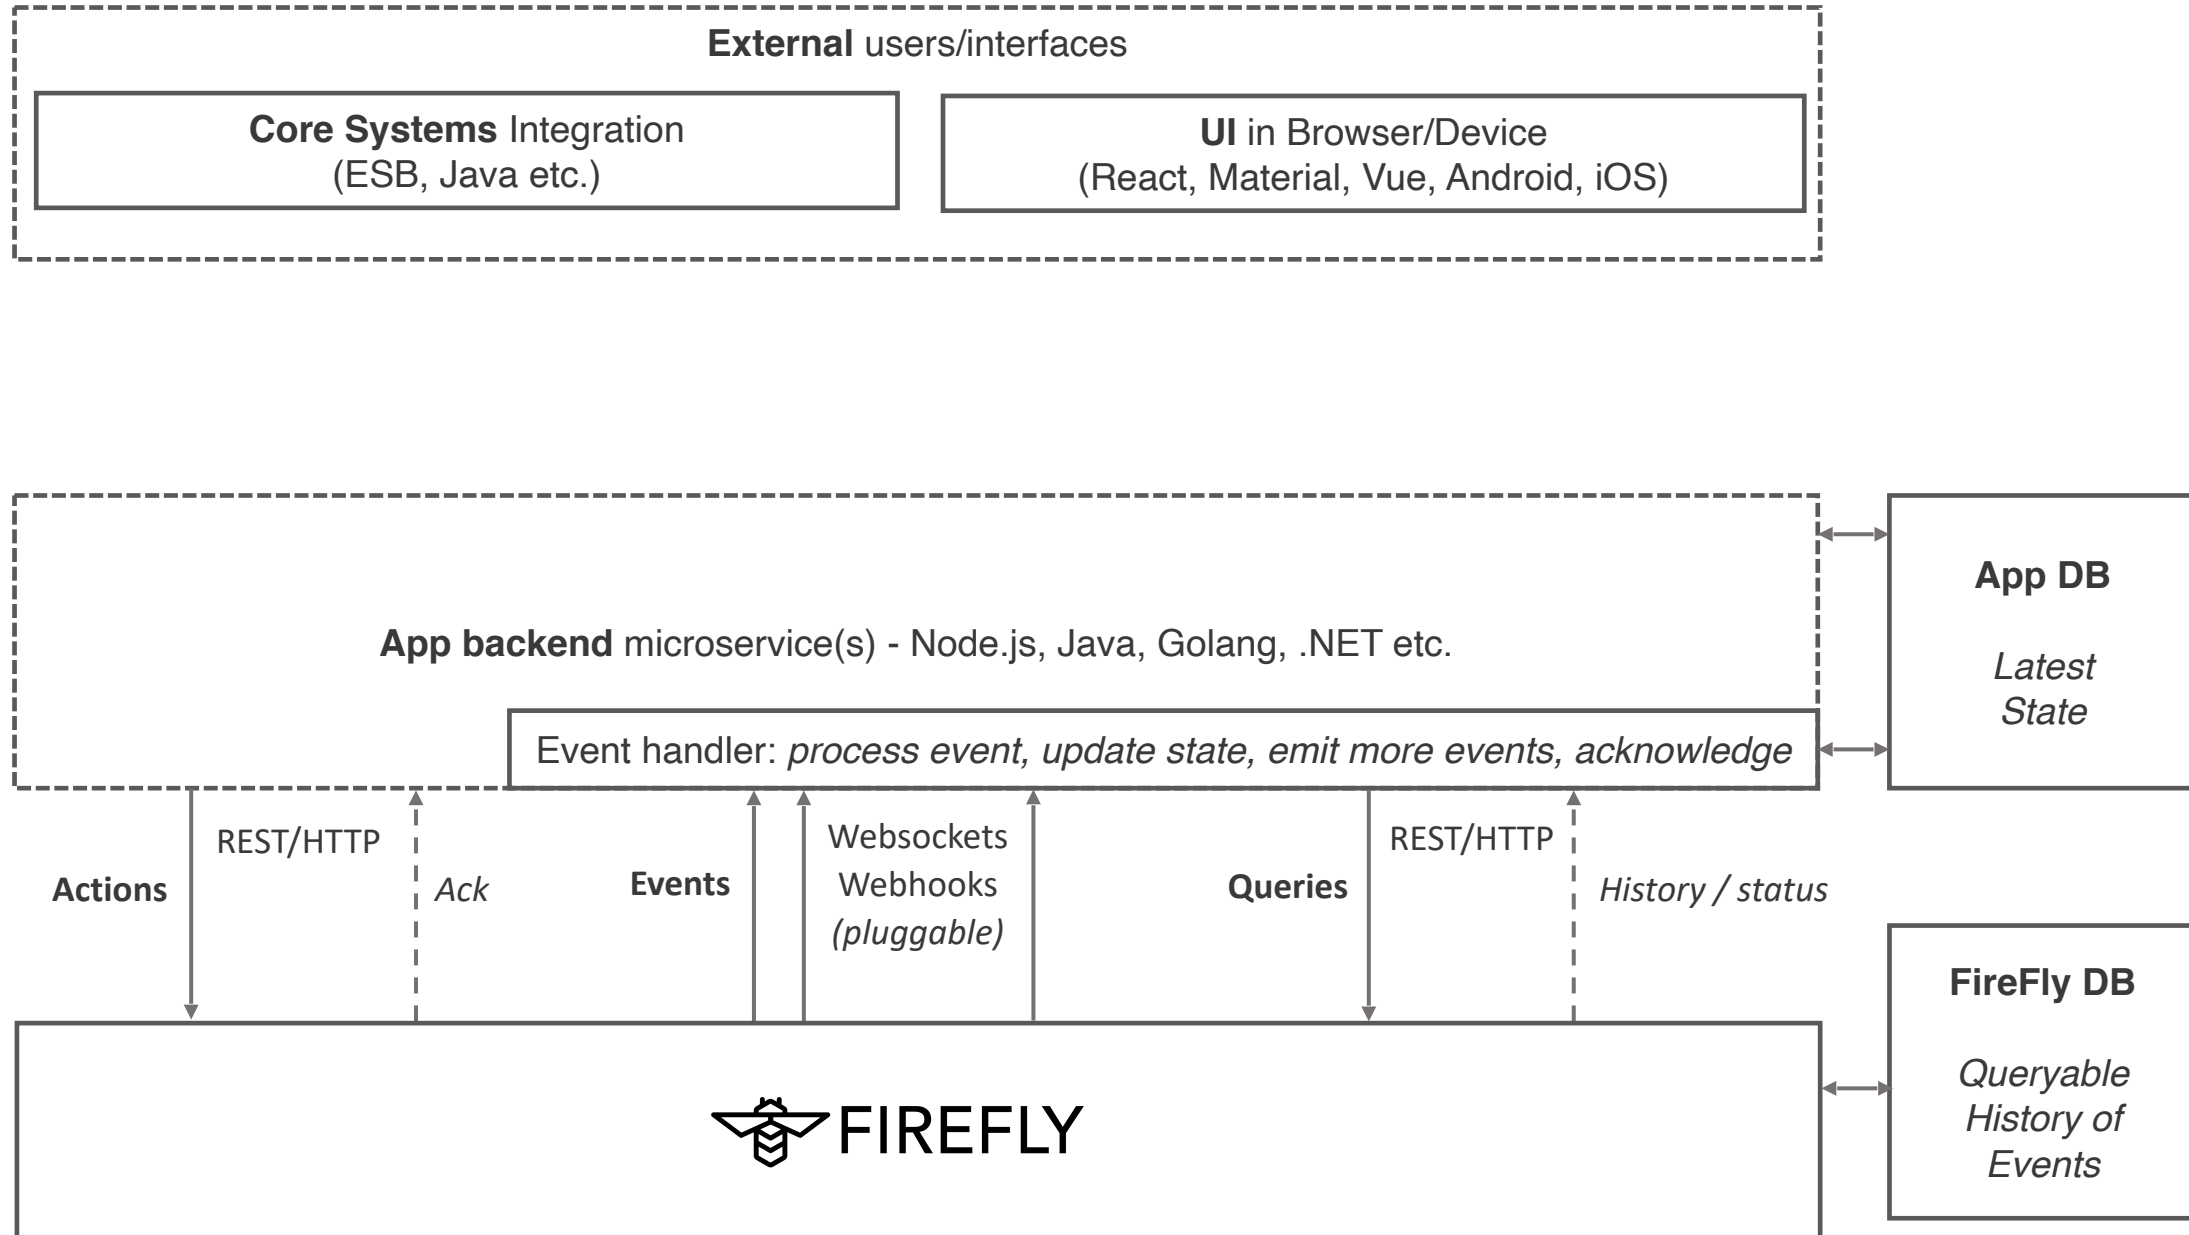 External users/interfaces
Core Systems Integration
(ESB, Java etc.)
UI in Browser/Device
(React, Material, Vue, Android, iOS)
App backend microservice(s) - Node.js, Java, Golang, .NET etc.
Event handler: process event, update state, emit more events, acknowledge
App DB
Latest
State
Actions
REST/HTTP
Ack
Events
Websockets
Webhooks
(pluggable)
Queries
REST/HTTP
History / status
FIREFLY
FireFly DB
Queryable
History of
Events